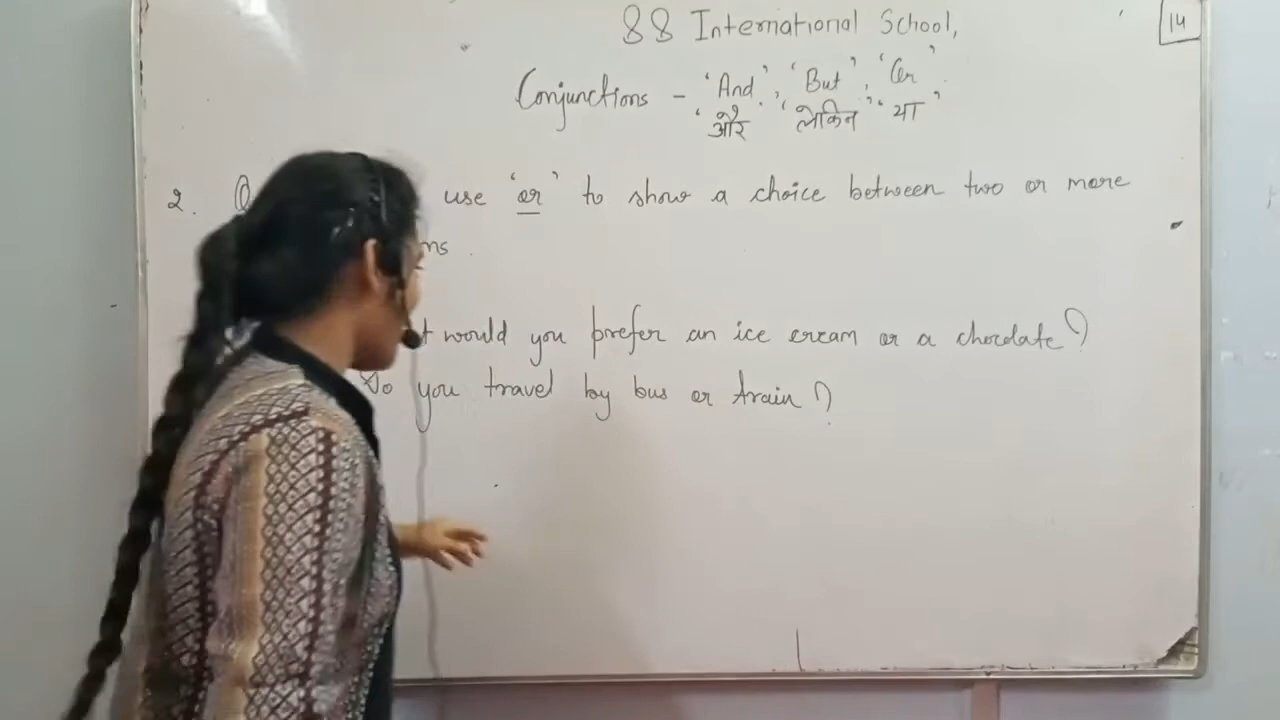 88 International School,
14
Conjunctions - 'And', 'But', 'Or'
'और' 'लेकिन' 'या'
2. use 'or' to show a choice between two or more
ns.
t would you prefer an ice cream or a chocolate?
Do you travel by bus or train?